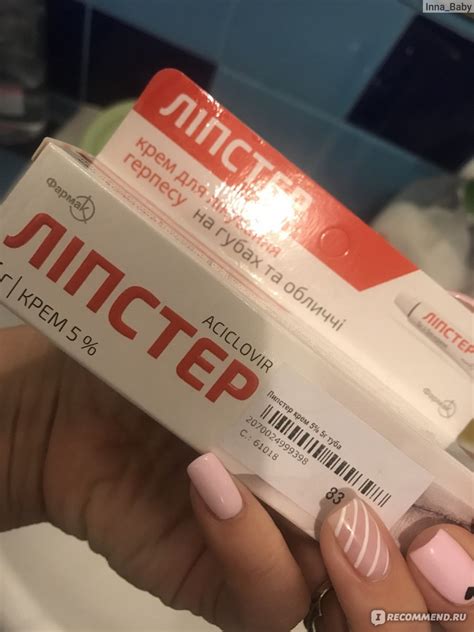 Inna_Baby
ЛІПСТЕР
крем для лікування
герпесу на губах та обличчі
ЛІПСТЕР
Фармак
ЛІПСТЕР
ACICLOVIR
г | КРЕМ 5 %
Липстер крем 5% 5г туба
2070024999398
С.: 61018
83
IRECOMMEND.RU